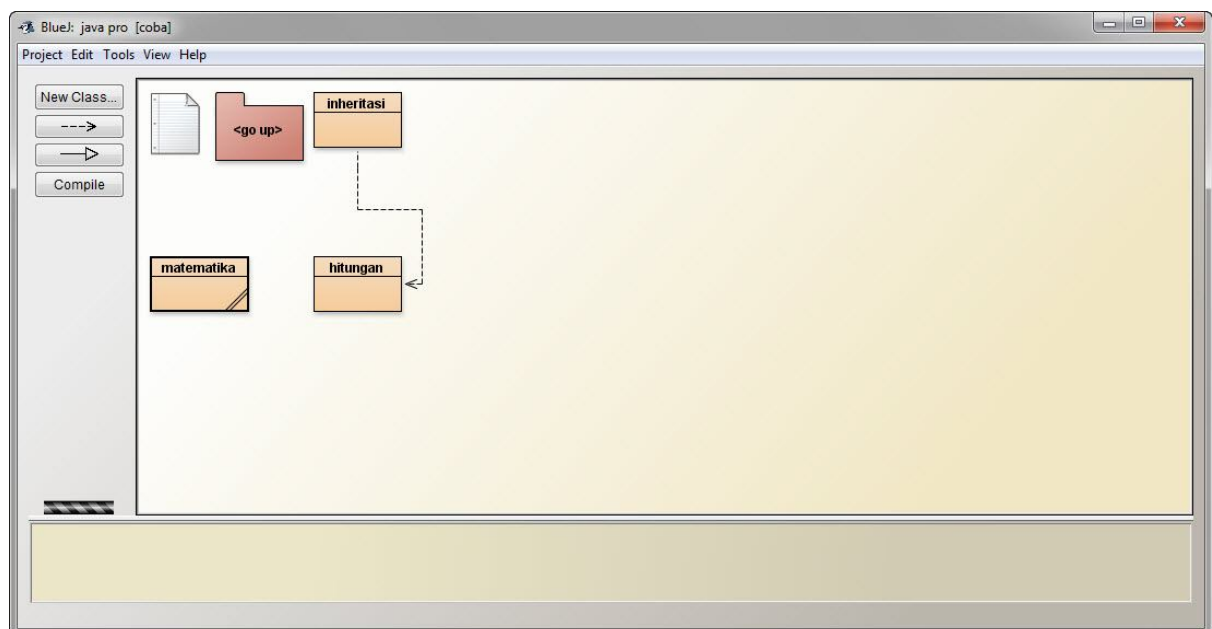 BlueJ: java pro [coba]
Project Edit Tools View Help
New Class...
<go up>
inheritasi
Compile
matematika
hitungan